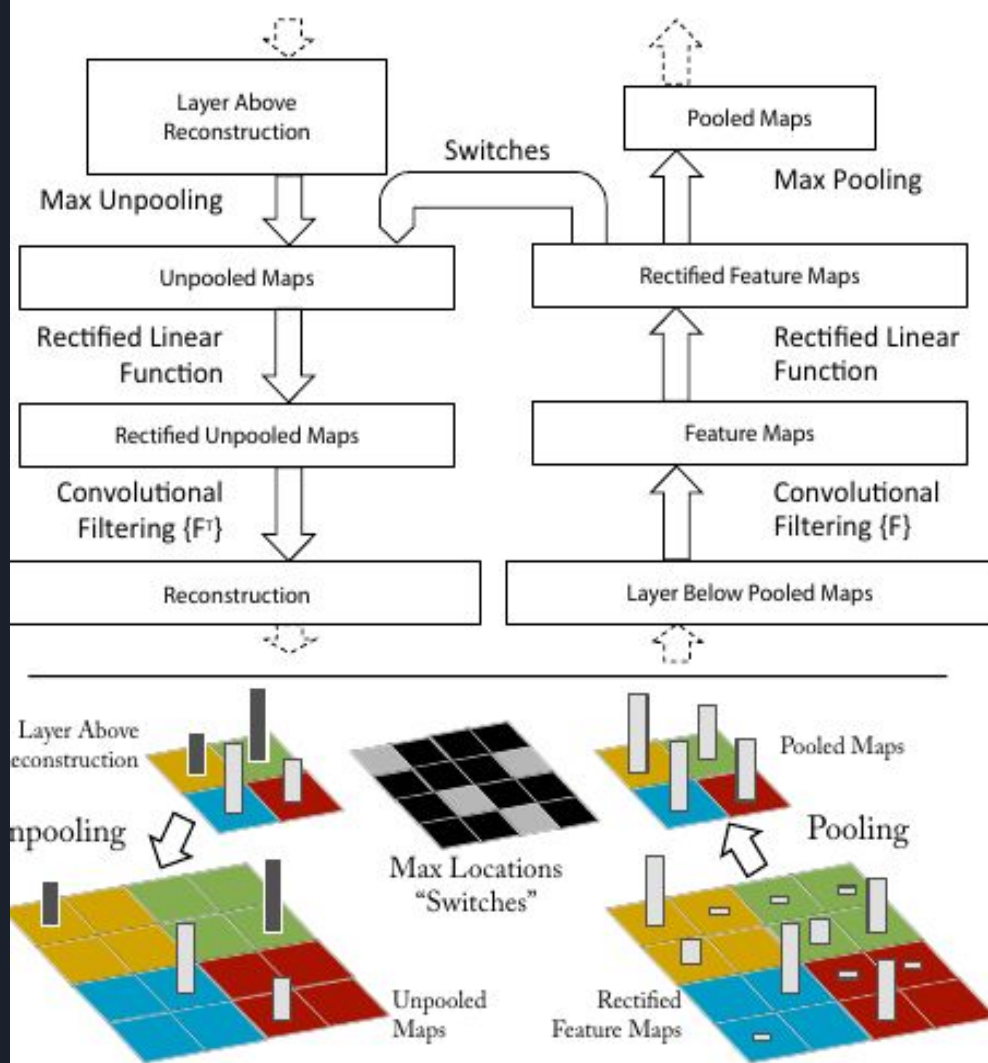 Layer Above
Reconstruction
Pooled Maps
Switches
Max Unpooling
Max Pooling
Unpooled Maps
Rectified Feature Maps
Rectified Linear
Function
Rectified Linear
Function
Rectified Unpooled Maps
Feature Maps
Convolutional
Filtering {Fᵀ}
Convolutional
Filtering {F}
Reconstruction
Layer Below Pooled Maps
Layer Above
econstruction
Pooled Maps
npooling
Pooling
Max Locations
“Switches”
Unpooled
Maps
Rectified
Feature Maps